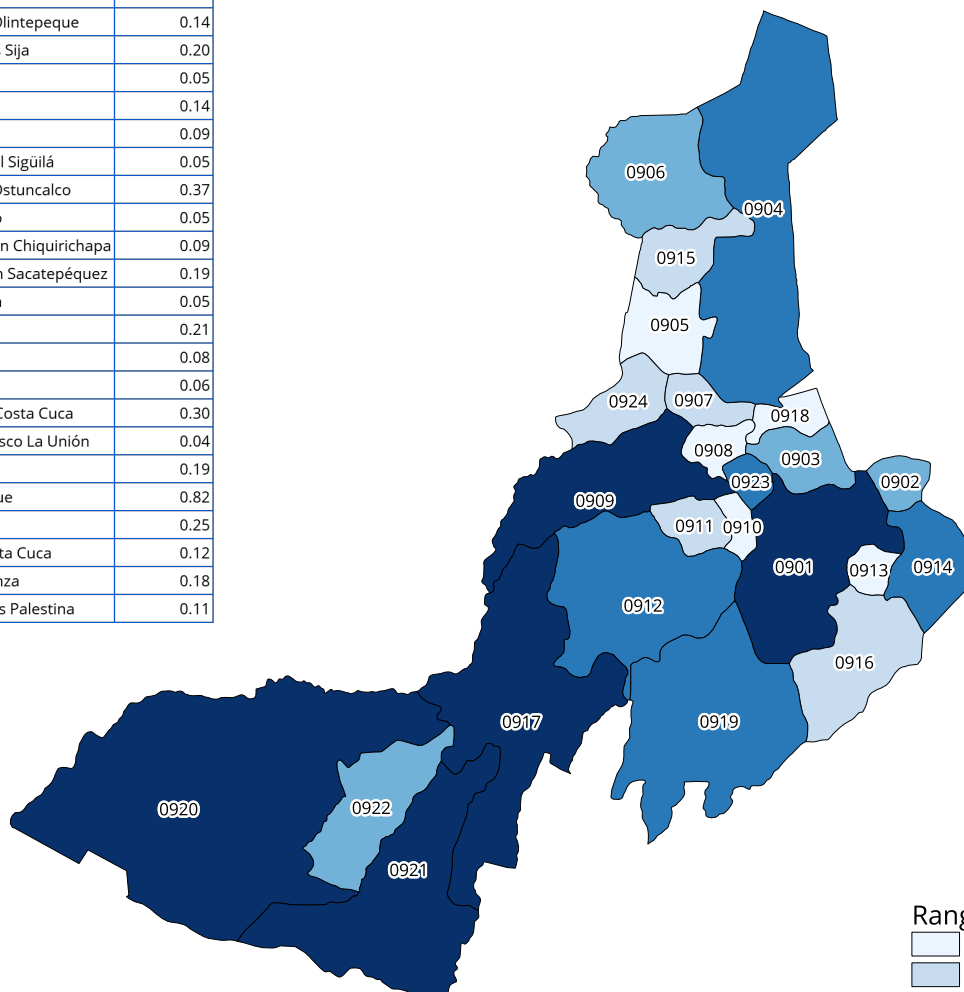 Olintepeque 0.14
Sija 0.20
0.05
0.14
0.09
Sigüilá 0.05
Ostuncalco 0.37
0.05
n Chiquirichapa 0.09
Sacatepéquez 0.19
0.05
0.21
0.08
0.06
Costa Cuca 0.30
sco La Unión 0.04
0.19
ue 0.82
0.25
ta Cuca 0.12
nza 0.18
s Palestina 0.11
0906
0904
0915
0905
0924
0907
0918
0908
0903
0923
0902
0909
0911
0910
0901
0913
0914
0912
0916
0917
0919
0920
0922
0921
Rang